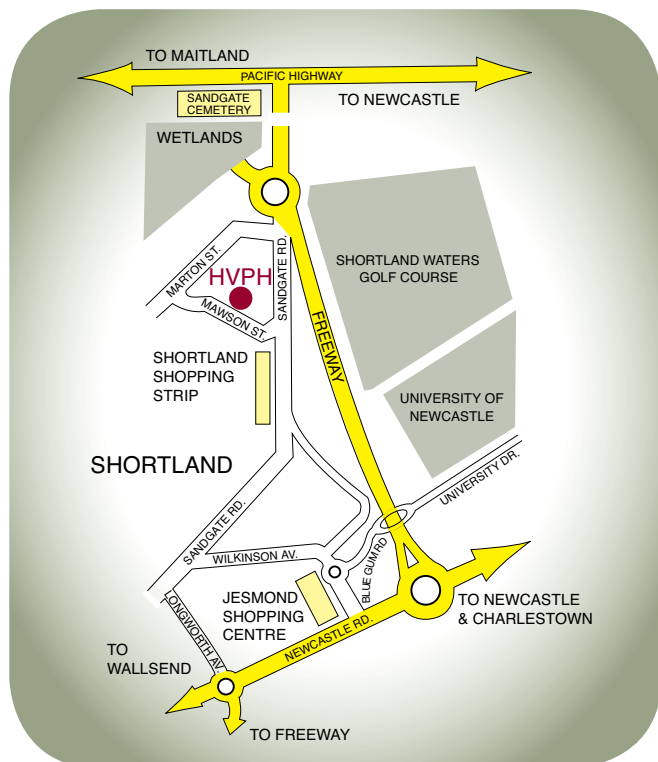 TO MAITLAND
PACIFIC HIGHWAY
SANDGATE
CEMETERY
TO NEWCASTLE
WETLANDS
MARTON ST.
HVPH
SANDGATE RD.
MAWSON ST.
SHORTLAND WATERS
GOLF COURSE
FREEWAY
SHORTLAND
SHOPPING
STRIP
UNIVERSITY OF
NEWCASTLE
SHORTLAND
UNIVERSITY DR.
SANDGATE RD.
WILKINSON AV.
BLUE GUM RD
LONGWORTH AV.
JESMOND
SHOPPING
CENTRE
NEWCASTLE RD.
TO NEWCASTLE
& CHARLESTOWN
TO
WALLSEND
TO FREEWAY